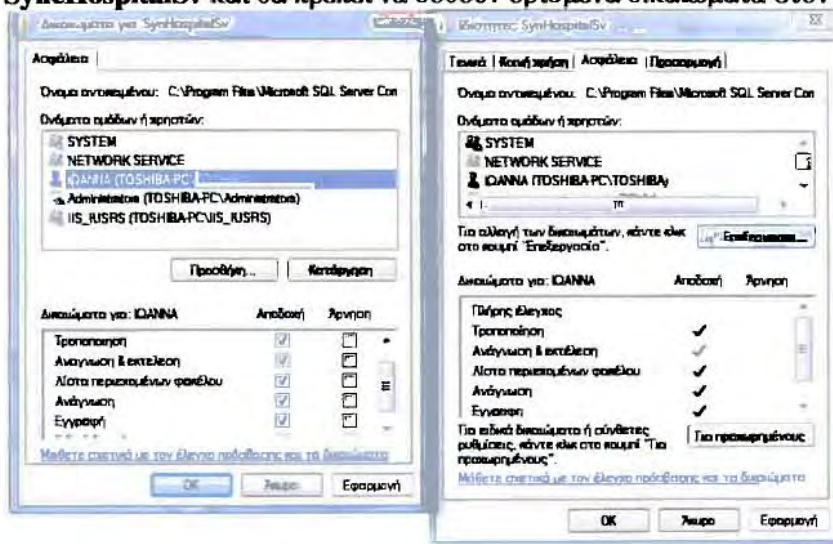 SyncHospitalSv και θα πρέπει να δοθούν ορισμένα δικαιώματα στον
Δικαιώματα για SynHospitalSv
Ασφάλεια
Όνομα αντικειμένου: C:\Program Files\Microsoft SQL Server Com
Ονόματα ομάδων ή χρηστών:
SYSTEM
NETWORK SERVICE
ΙΩΑΝΝΑ (TOSHIBA-PC\
Administrators (TOSHIBA-PC\Administrators)
IIS_IUSRS (TOSHIBA-PC\IIS_IUSRS)
Προσθήκη... Κατάργηση
Δικαιώματα για: ΙΩΑΝΝΑ Αποδοχή Άρνηση
Τροποποίηση
Ανάγνωση & εκτέλεση
Λίστα περιεχομένων φακέλου
Ανάγνωση
Εγγραφή
Μάθετε σχετικά με τον έλεγχο πρόσβασης και τα δικαιώματα
OK Άκυρο Εφαρμογή
Ιδιότητες: SynHospitalSv
Γενικά Κοινή χρήση Ασφάλεια Προσαρμογή
Όνομα αντικειμένου: C:\Program Files\Microsoft SQL Server Com
Ονόματα ομάδων ή χρηστών:
SYSTEM
NETWORK SERVICE
ΙΩΑΝΝΑ (TOSHIBA-PC\TOSHIBA)
Για αλλαγή των δικαιωμάτων, κάντε κλικ
στο κουμπί "Επεξεργασία". Επεξεργασία...
Δικαιώματα για: ΙΩΑΝΝΑ Αποδοχή Άρνηση
Πλήρης έλεγχος
Τροποποίηση
Ανάγνωση & εκτέλεση
Λίστα περιεχομένων φακέλου
Ανάγνωση
Εγγραφή
Για ειδικά δικαιώματα ή σύνθετες
ρυθμίσεις, κάντε κλικ στο κουμπί "Για
προχωρημένους". Για προχωρημένους
Μάθετε σχετικά με τον έλεγχο πρόσβασης και τα δικαιώματα
OK Άκυρο Εφαρμογή